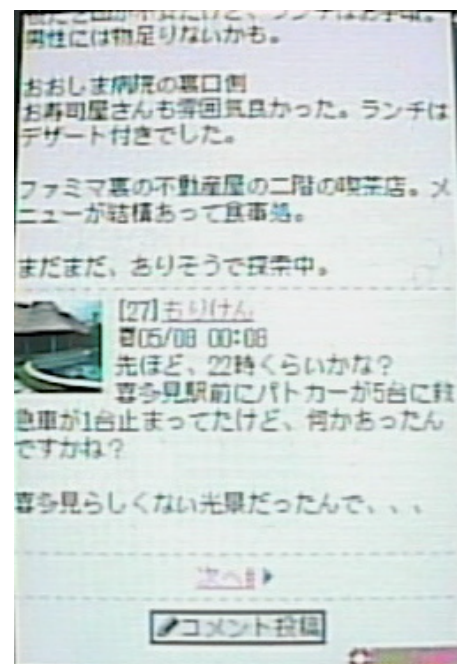 男性には物足りないかも。
おおしま病院の裏口側
お寿司屋さんも雰囲気良かった。ランチは
デザート付きでした。
ファミマ裏の不動産屋の二階の喫茶店。メ
ニューが結構あって食事処。
まだまだ、ありそうで探索中。
[27]もりけん
05/08 00:08
先ほど、22時くらいかな?
喜多見駅前にパトカーが5台に救
急車が1台止まってたけど、何かあったん
ですかね?
喜多見らしくない光景だったんで、、、
次へ
コメント投稿